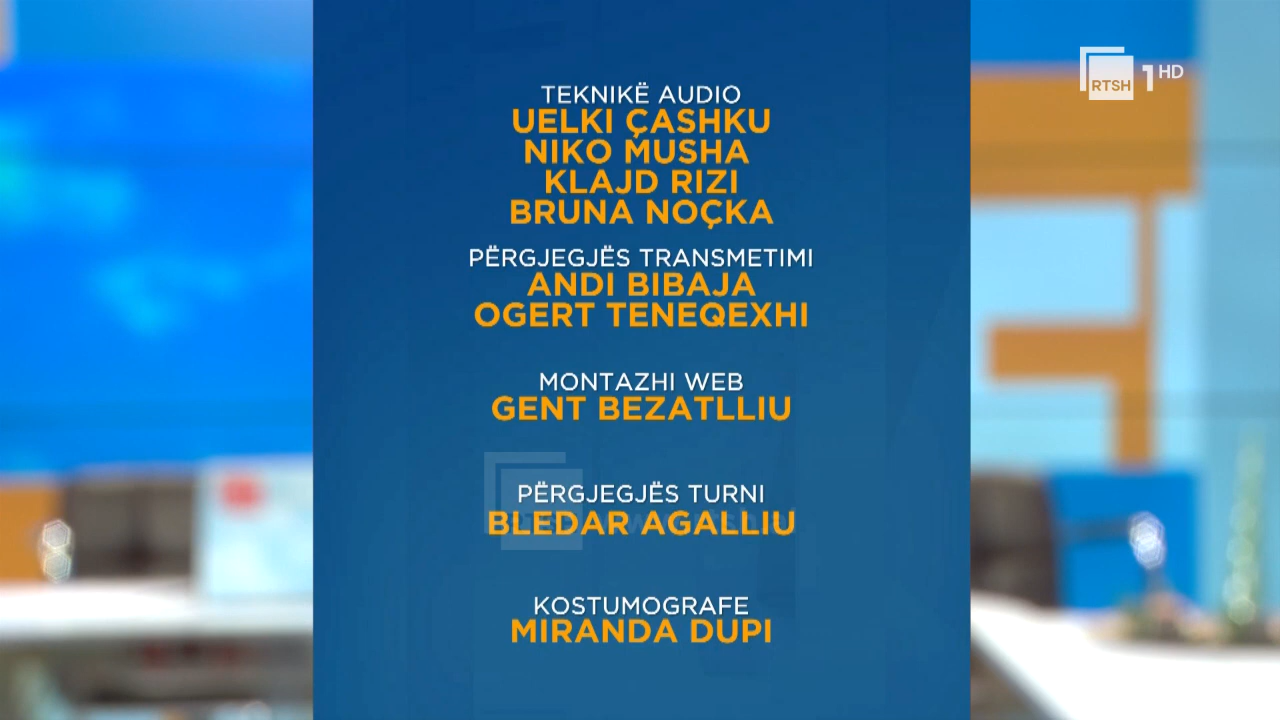 RTSH 1 HD
TEKNIKË AUDIO
UELKI ÇASHKU
NIKO MUSHA
KLAJD RIZI
BRUNA NOÇKA
PËRGJEGJËS TRANSMETIMI
ANDI BIBAJA
OGERT TENEQEXHI
MONTAZHI WEB
GENT BEZATLLIU
PËRGJEGJËS TURNI
BLEDAR AGALLIU
KOSTUMOGRAFE
MIRANDA DUPI